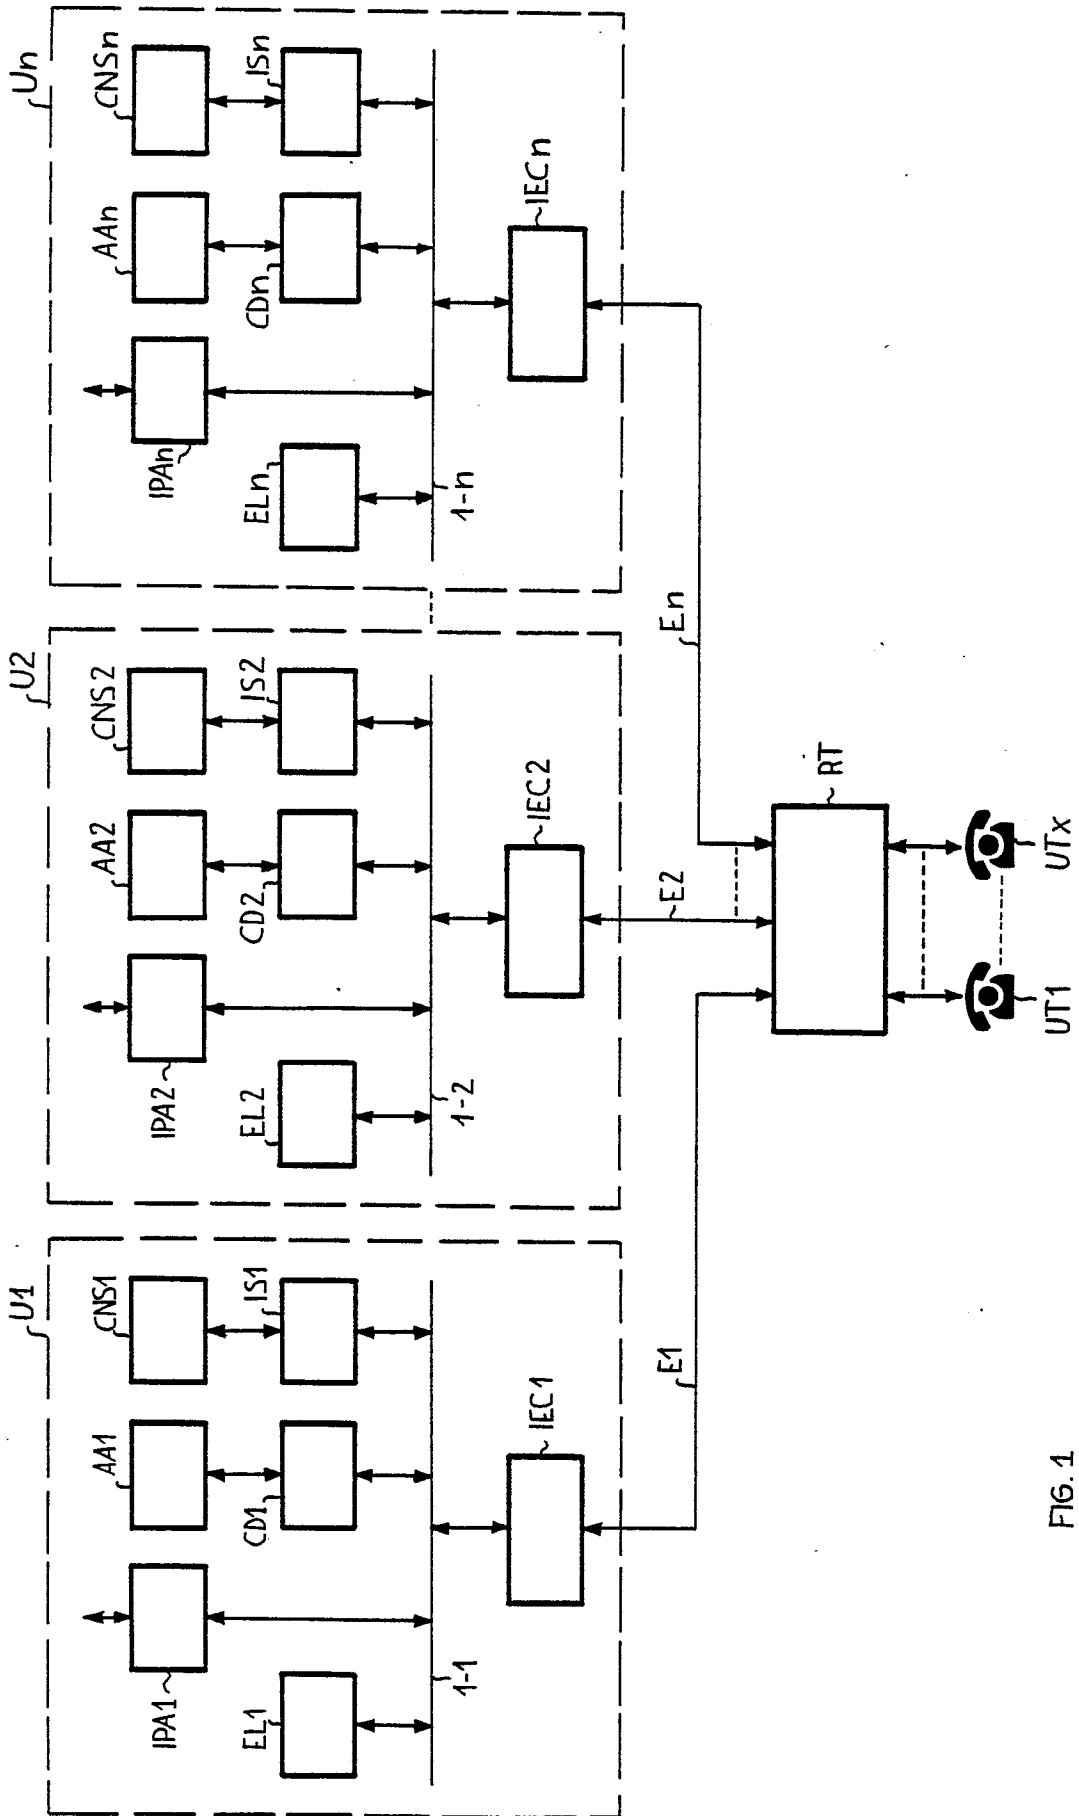 U1
U2
Un
CNS1
CNS2
CNSn
AA1
AA2
AAn
IS1
IS2
ISn
IPA1
CD1
IPA2
CD2
IPAn
CDn
EL1
EL2
ELn
1-1
1-2
1-n
IEC1
IEC2
IECn
E1
E2
En
RT
UT1
UTx
FIG. 1